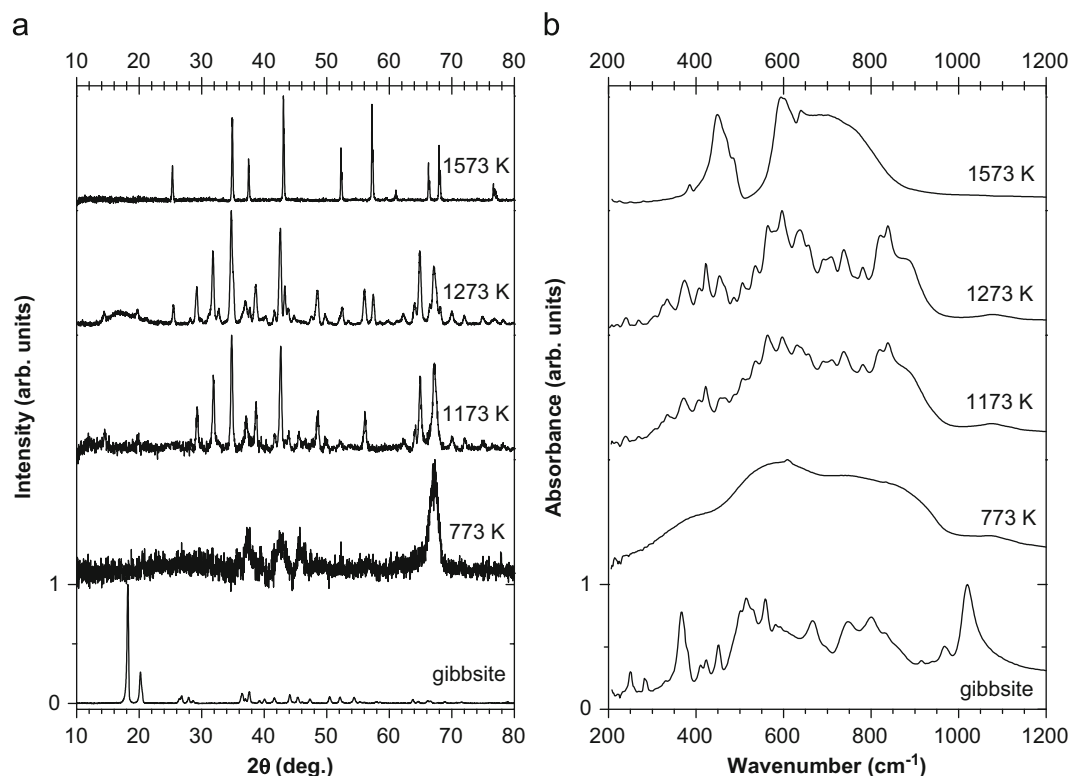 a
10 20 30 40 50 60 70 80
1573 K
1273 K
1173 K
773 K
gibbsite
1
0
Intensity (arb. units)
10 20 30 40 50 60 70 80
2θ (deg.)
b
200 400 600 800 1000 1200
1573 K
1273 K
1173 K
773 K
gibbsite
1
0
Absorbance (arb. units)
200 400 600 800 1000 1200
Wavenumber (cm⁻¹)